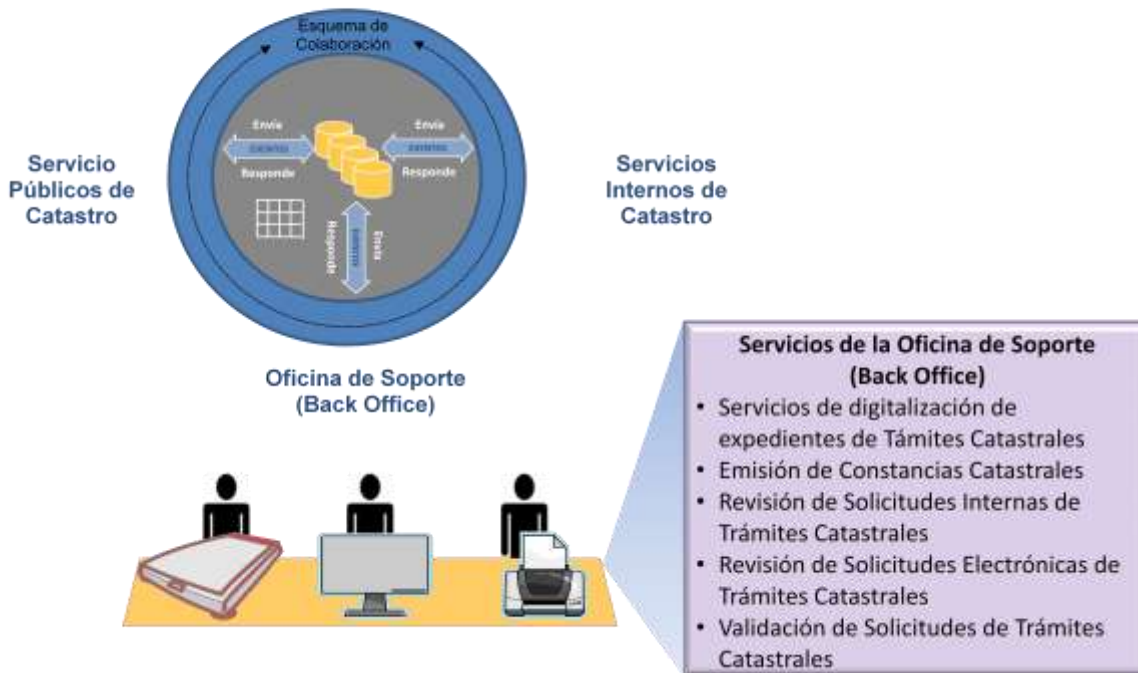 Esquema de
Colaboración
Envíe
Responde
Envíe
Responde
Envíe
Responde
Servicio
Públicos de
Catastro
Servicios
Internos de
Catastro
Oficina de Soporte
(Back Office)
Servicios de la Oficina de Soporte
(Back Office)
• Servicios de digitalización de
expedientes de Támites Catastrales
• Emisión de Constancias Catastrales
• Revisión de Solicitudes Internas de
Trámites Catastrales
• Revisión de Solicitudes Electrónicas de
Trámites Catastrales
• Validación de Solicitudes de Trámites
Catastrales